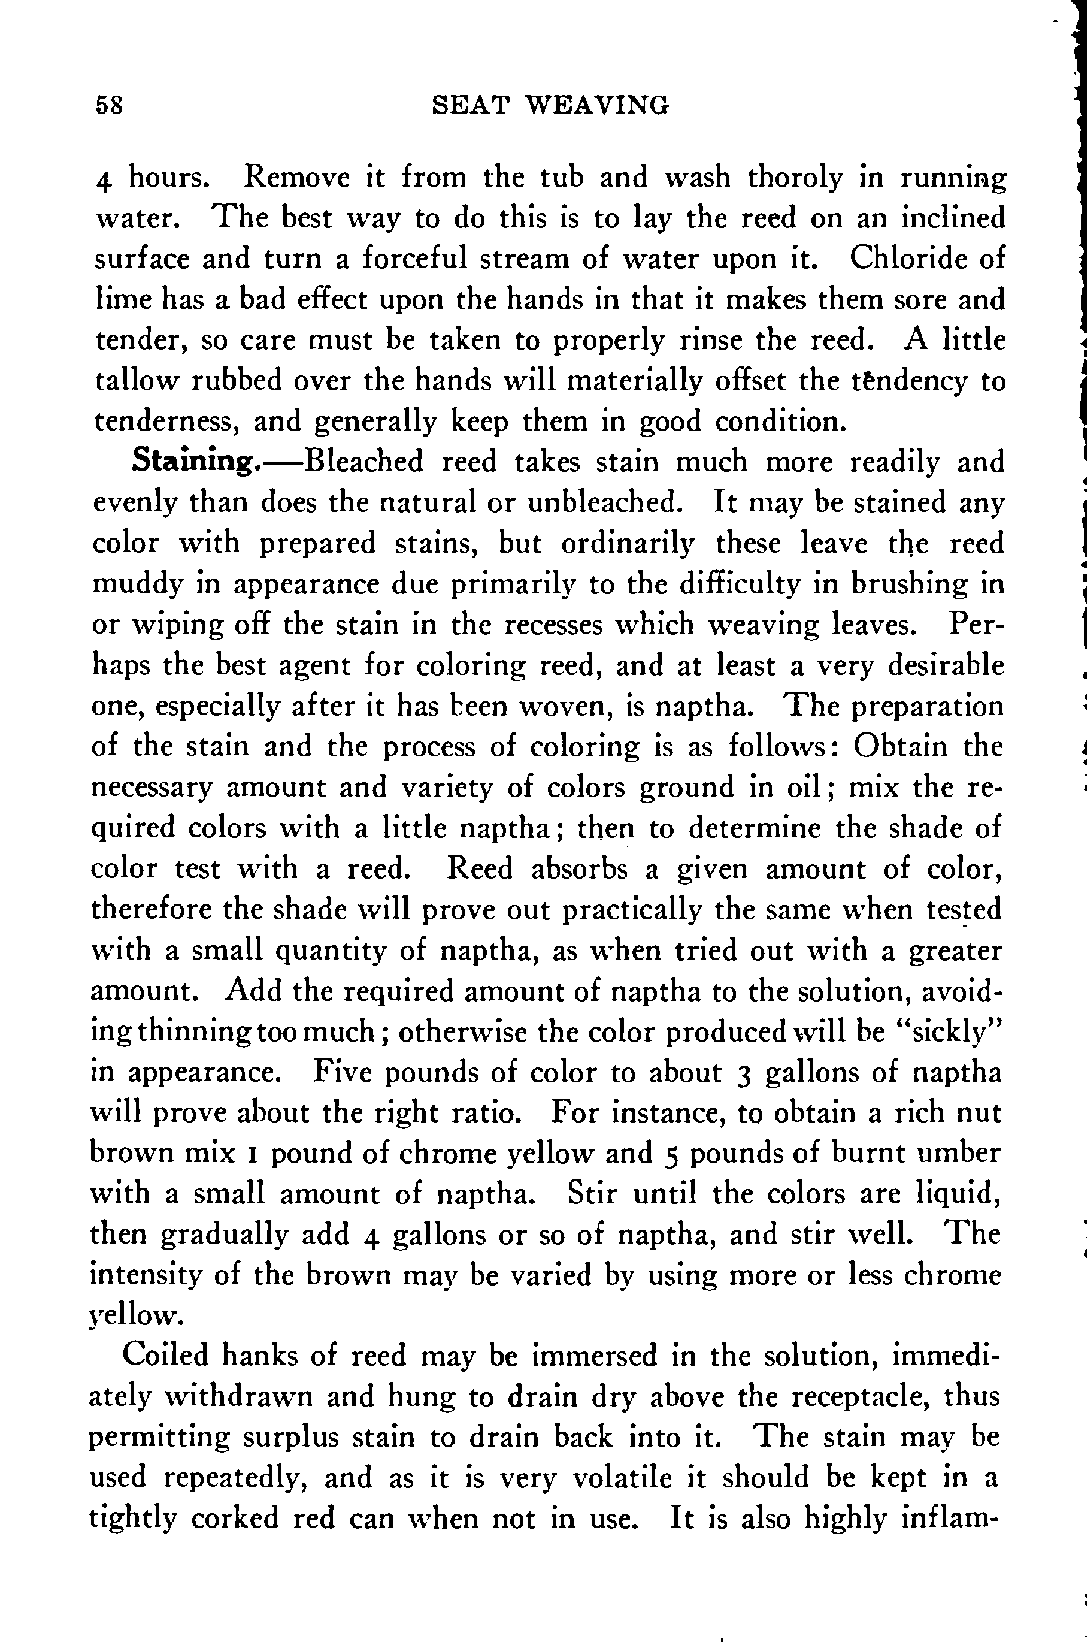 58 SEAT WEAVING
4 hours. Remove it from the tub and wash thoroly in running
water. The best way to do this is to lay the reed on an inclined
surface and turn a forceful stream of water upon it. Chloride of
lime has a bad effect upon the hands in that it makes them sore and
tender, so care must be taken to properly rinse the reed. A little
tallow rubbed over the hands will materially offset the tendency to
tenderness, and generally keep them in good condition.
Staining.—Bleached reed takes stain much more readily and
evenly than does the natural or unbleached. It may be stained any
color with prepared stains, but ordinarily these leave the reed
muddy in appearance due primarily to the difficulty in brushing in
or wiping off the stain in the recesses which weaving leaves. Per-
haps the best agent for coloring reed, and at least a very desirable
one, especially after it has been woven, is naptha. The preparation
of the stain and the process of coloring is as follows: Obtain the
necessary amount and variety of colors ground in oil; mix the re-
quired colors with a little naptha; then to determine the shade of
color test with a reed. Reed absorbs a given amount of color,
therefore the shade will prove out practically the same when tested
with a small quantity of naptha, as when tried out with a greater
amount. Add the required amount of naptha to the solution, avoid-
ing thinning too much; otherwise the color produced will be “sickly”
in appearance. Five pounds of color to about 3 gallons of naptha
will prove about the right ratio. For instance, to obtain a rich nut
brown mix 1 pound of chrome yellow and 5 pounds of burnt umber
with a small amount of naptha. Stir until the colors are liquid,
then gradually add 4 gallons or so of naptha, and stir well. The
intensity of the brown may be varied by using more or less chrome
yellow.
Coiled hanks of reed may be immersed in the solution, immedi-
ately withdrawn and hung to drain dry above the receptacle, thus
permitting surplus stain to drain back into it. The stain may be
used repeatedly, and as it is very volatile it should be kept in a
tightly corked red can when not in use. It is also highly inflam-